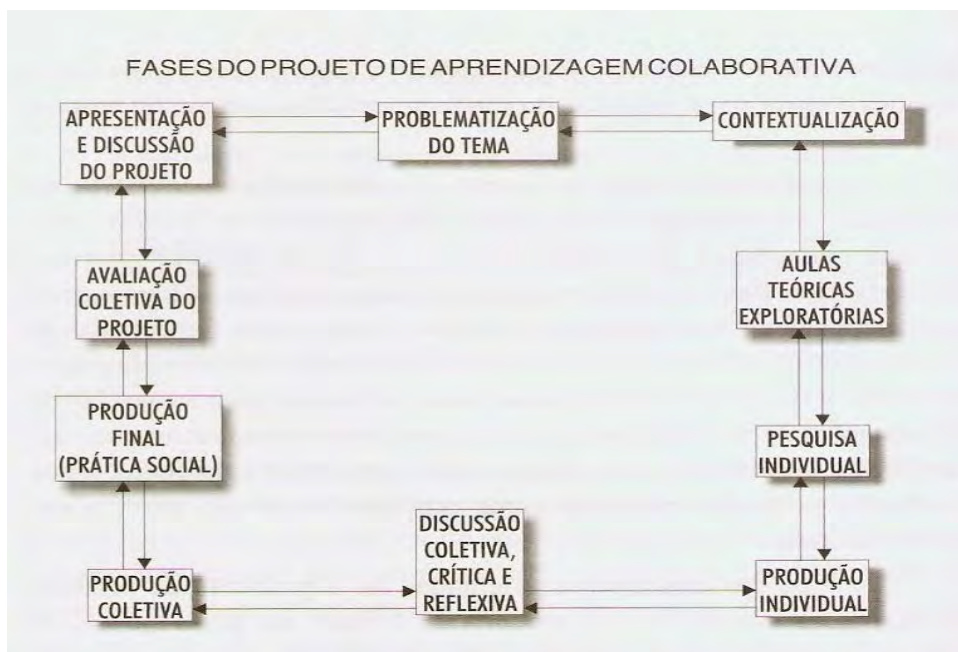 FASES DO PROJETO DE APRENDIZAGEM COLABORATIVA
APRESENTAÇÃO
E DISCUSSÃO
DO PROJETO
PROBLEMATIZAÇÃO
DO TEMA
CONTEXTUALIZAÇÃO
AULAS
TEÓRICAS
EXPLORATÓRIAS
PESQUISA
INDIVIDUAL
PRODUÇÃO
INDIVIDUAL
DISCUSSÃO
COLETIVA,
CRÍTICA E
REFLEXIVA
PRODUÇÃO
COLETIVA
PRODUÇÃO
FINAL
(PRÁTICA SOCIAL)
AVALIAÇÃO
COLETIVA DO
PROJETO